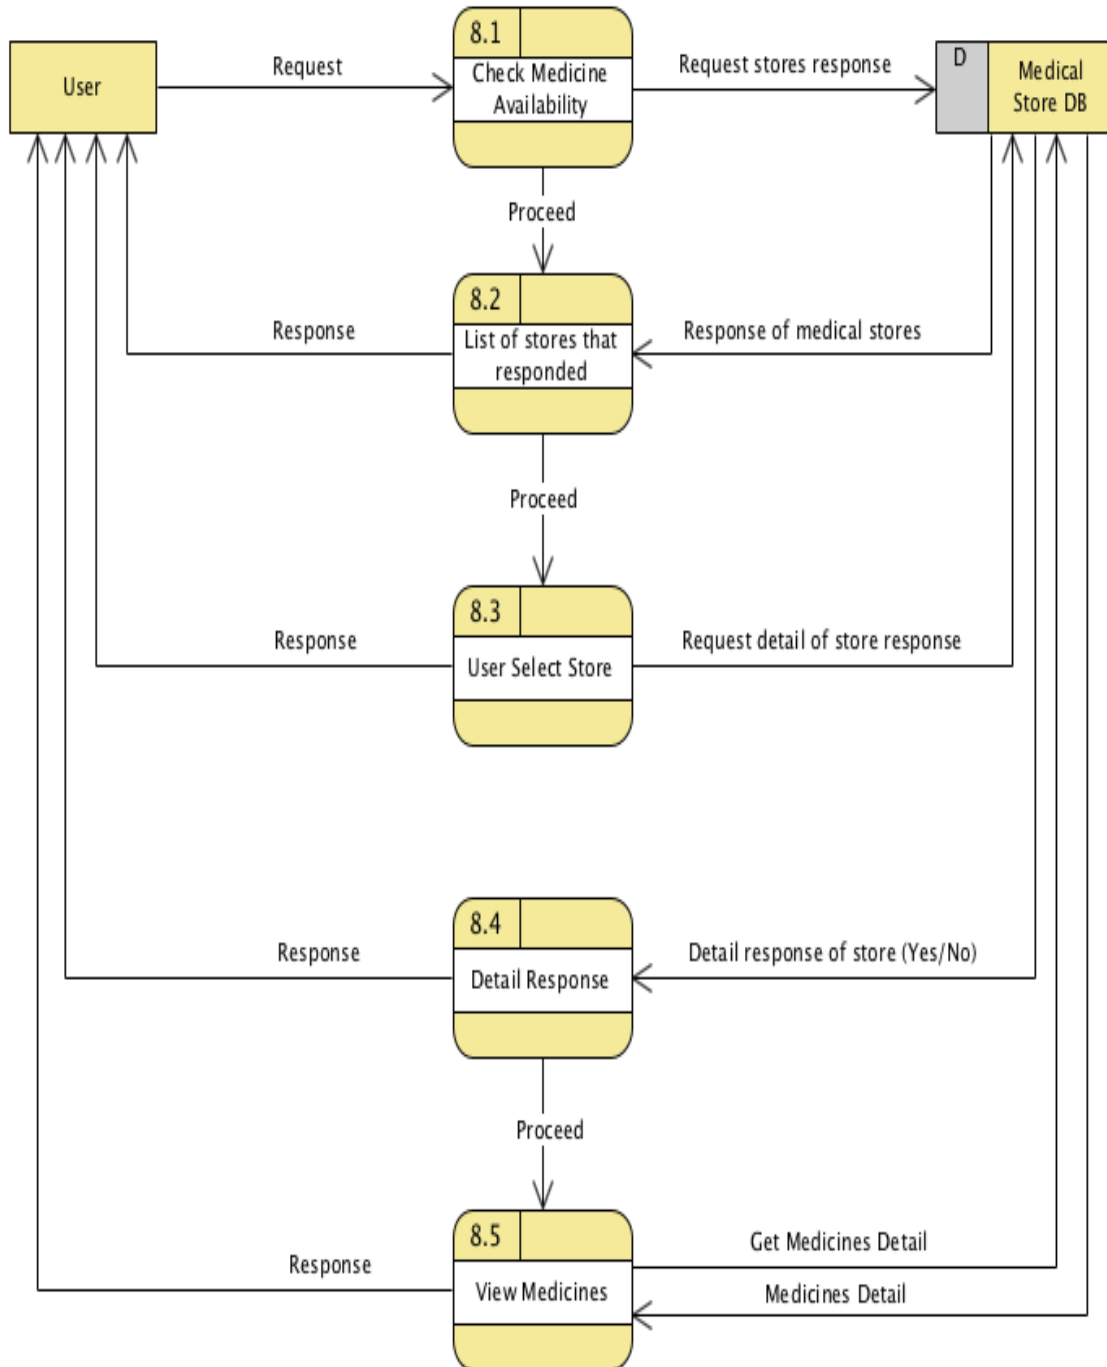 8.1
User
Request
Check Medicine
Availability
Request stores response
D
Medical
Store DB
Proceed
8.2
Response
List of stores that
responded
Response of medical stores
Proceed
8.3
Response
User Select Store
Request detail of store response
8.4
Response
Detail Response
Detail response of store (Yes/No)
Proceed
8.5
Response
View Medicines
Get Medicines Detail
Medicines Detail